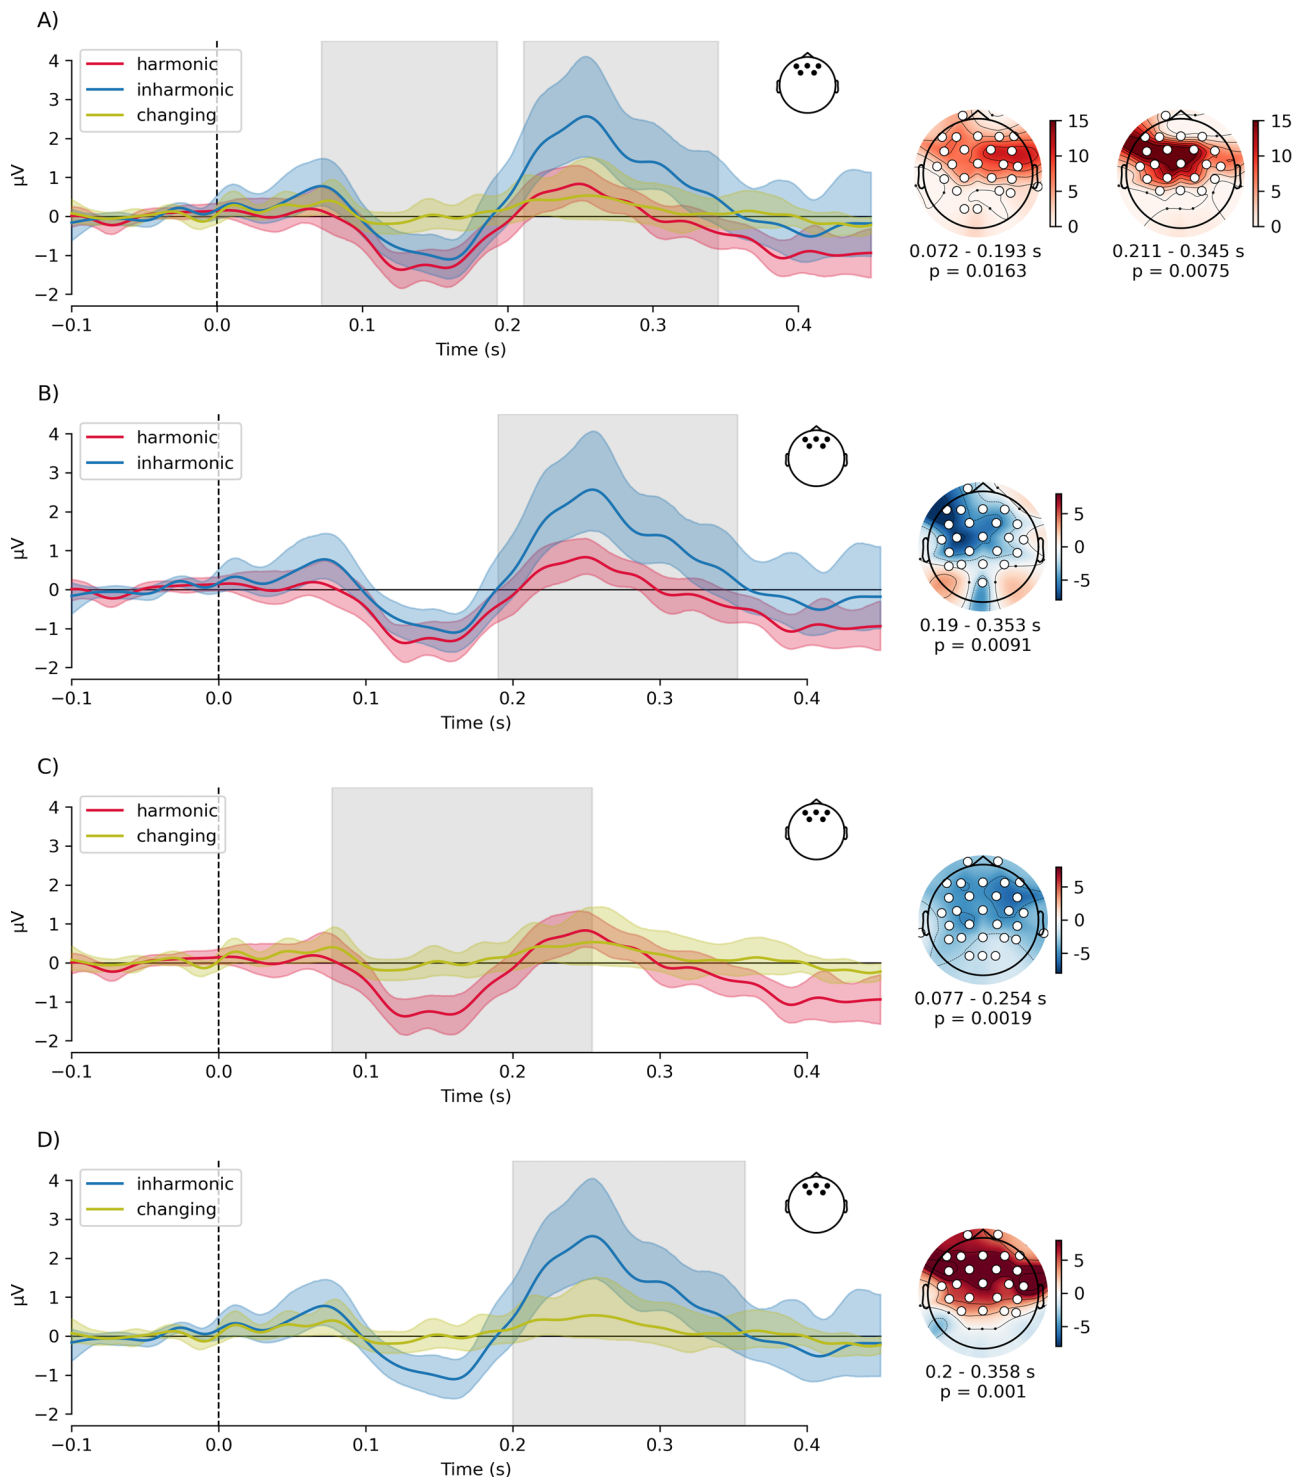 A)
harmonic
inharmonic
changing
4
3
2
1
0
−1
−2
µV
−0.1 0.0 0.1 0.2 0.3 0.4
Time (s)
15
10
5
0
0.072 - 0.193 s
p = 0.0163
15
10
5
0
0.211 - 0.345 s
p = 0.0075
B)
harmonic
inharmonic
4
3
2
1
0
−1
−2
µV
−0.1 0.0 0.1 0.2 0.3 0.4
Time (s)
5
0
-5
0.19 - 0.353 s
p = 0.0091
C)
harmonic
changing
4
3
2
1
0
−1
−2
µV
−0.1 0.0 0.1 0.2 0.3 0.4
Time (s)
5
0
-5
0.077 - 0.254 s
p = 0.0019
D)
inharmonic
changing
4
3
2
1
0
−1
−2
µV
−0.1 0.0 0.1 0.2 0.3 0.4
Time (s)
5
0
-5
0.2 - 0.358 s
p = 0.001